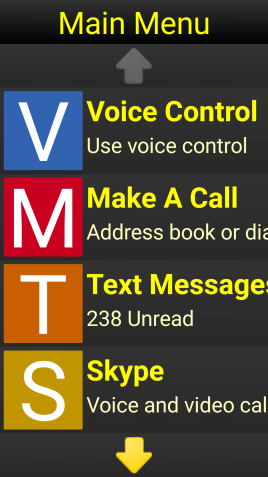 Main Menu
V
Voice Control
Use voice control
M
Make A Call
Address book or dia
T
Text Messages
238 Unread
S
Skype
Voice and video cal